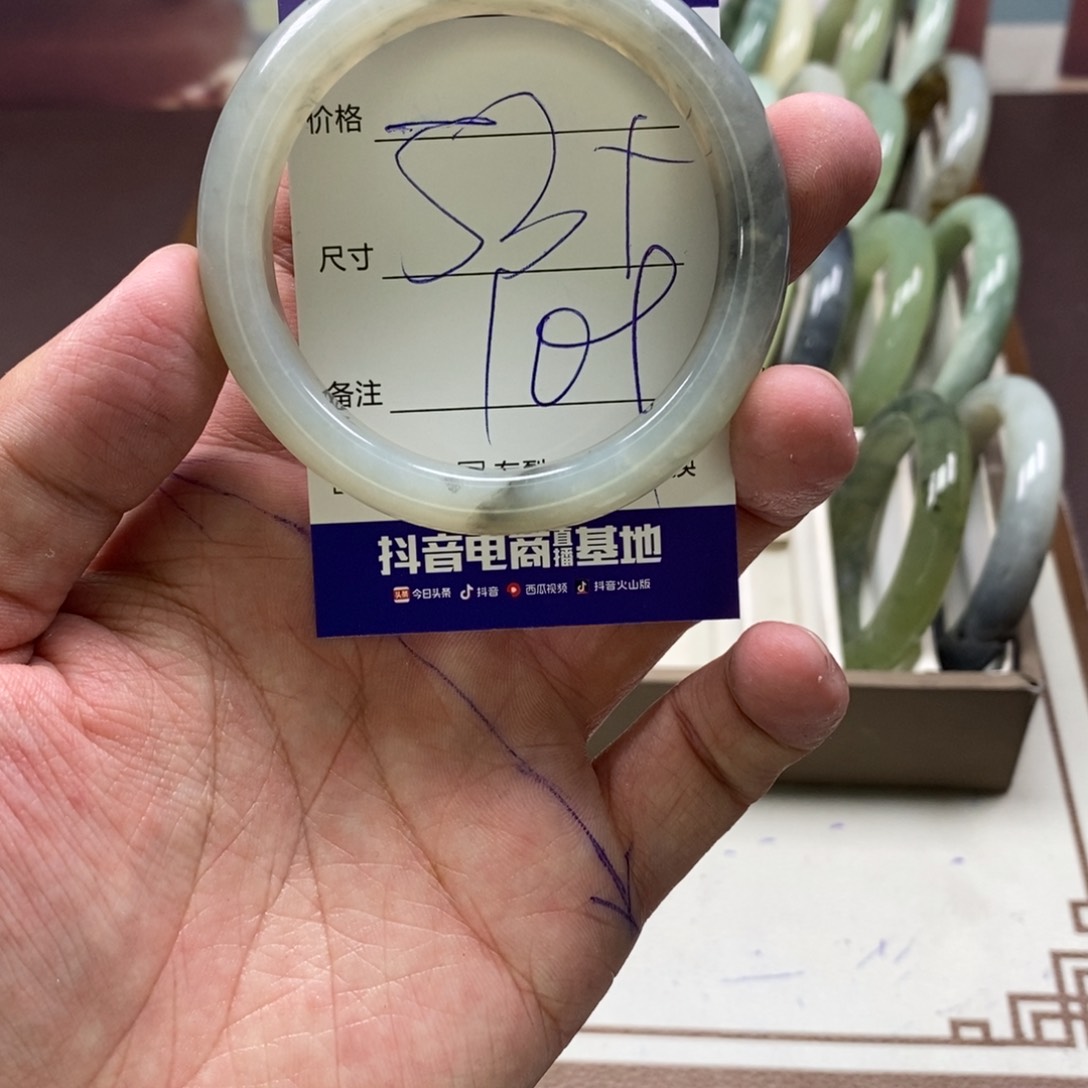 价格
53+
尺寸
101
备注
抖音电商直播基地
今日头条 抖音 西瓜视频 抖音火山版